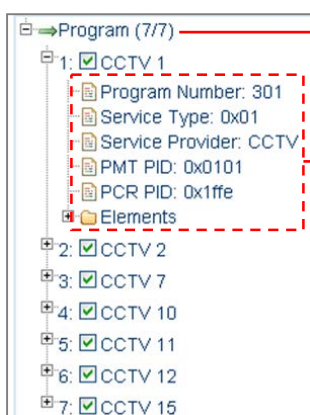 Program (7/7)
1: CCTV 1
Program Number: 301
Service Type: 0x01
Service Provider: CCTV
PMT PID: 0x0101
PCR PID: 0x1ffe
Elements
2: CCTV 2
3: CCTV 7
4: CCTV 10
5: CCTV 11
6: CCTV 12
7: CCTV 15